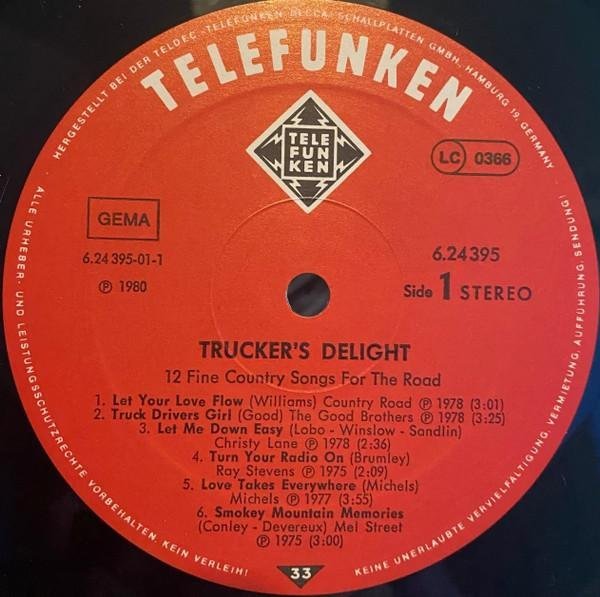 HERGESTELLT BEI DER TELDEC »TELEFUNKEN-DECCA« SCHALLPLATTEN GMBH, HAMBURG 19, GERMANY
TELEFUNKEN
TELE
FUN
KEN
LC 0366
GEMA
6.24395-01-1
℗ 1980
6.24395
Side 1 STEREO
TRUCKER'S DELIGHT
12 Fine Country Songs For The Road
1. Let Your Love Flow (Williams) Country Road ℗ 1978 (3:01)
2. Truck Drivers Girl (Good) The Good Brothers ℗ 1978 (3:25)
3. Let Me Down Easy (Lobo - Winslow - Sandlin)
Christy Lane ℗ 1978 (2:36)
4. Turn Your Radio On (Brumley)
Ray Stevens ℗ 1975 (2:09)
5. Love Takes Everywhere (Michels)
Michels ℗ 1977 (3:55)
6. Smokey Mountain Memories
(Conley - Devereux) Mel Street
℗ 1975 (3:00)
33
ALLE URHEBER- UND LEISTUNGSSCHUTZRECHTE VORBEHALTEN. KEIN VERLEIH!
KEINE UNERLAUBTE VERVIELFÄLTIGUNG, VERMIETUNG, AUFFÜHRUNG, SENDUNG!